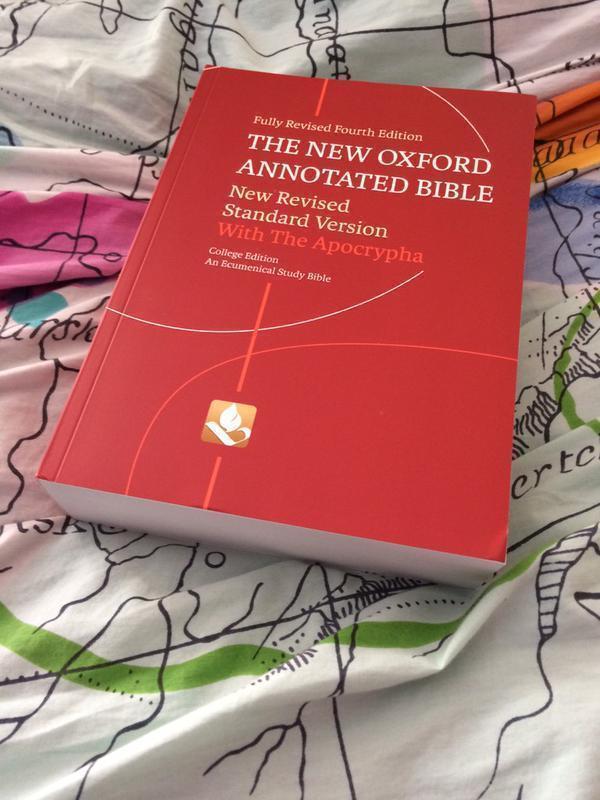 Fully Revised Fourth Edition
THE NEW OXFORD
ANNOTATED BIBLE
New Revised
Standard Version
With The Apocrypha
College Edition
An Ecumenical Study Bible